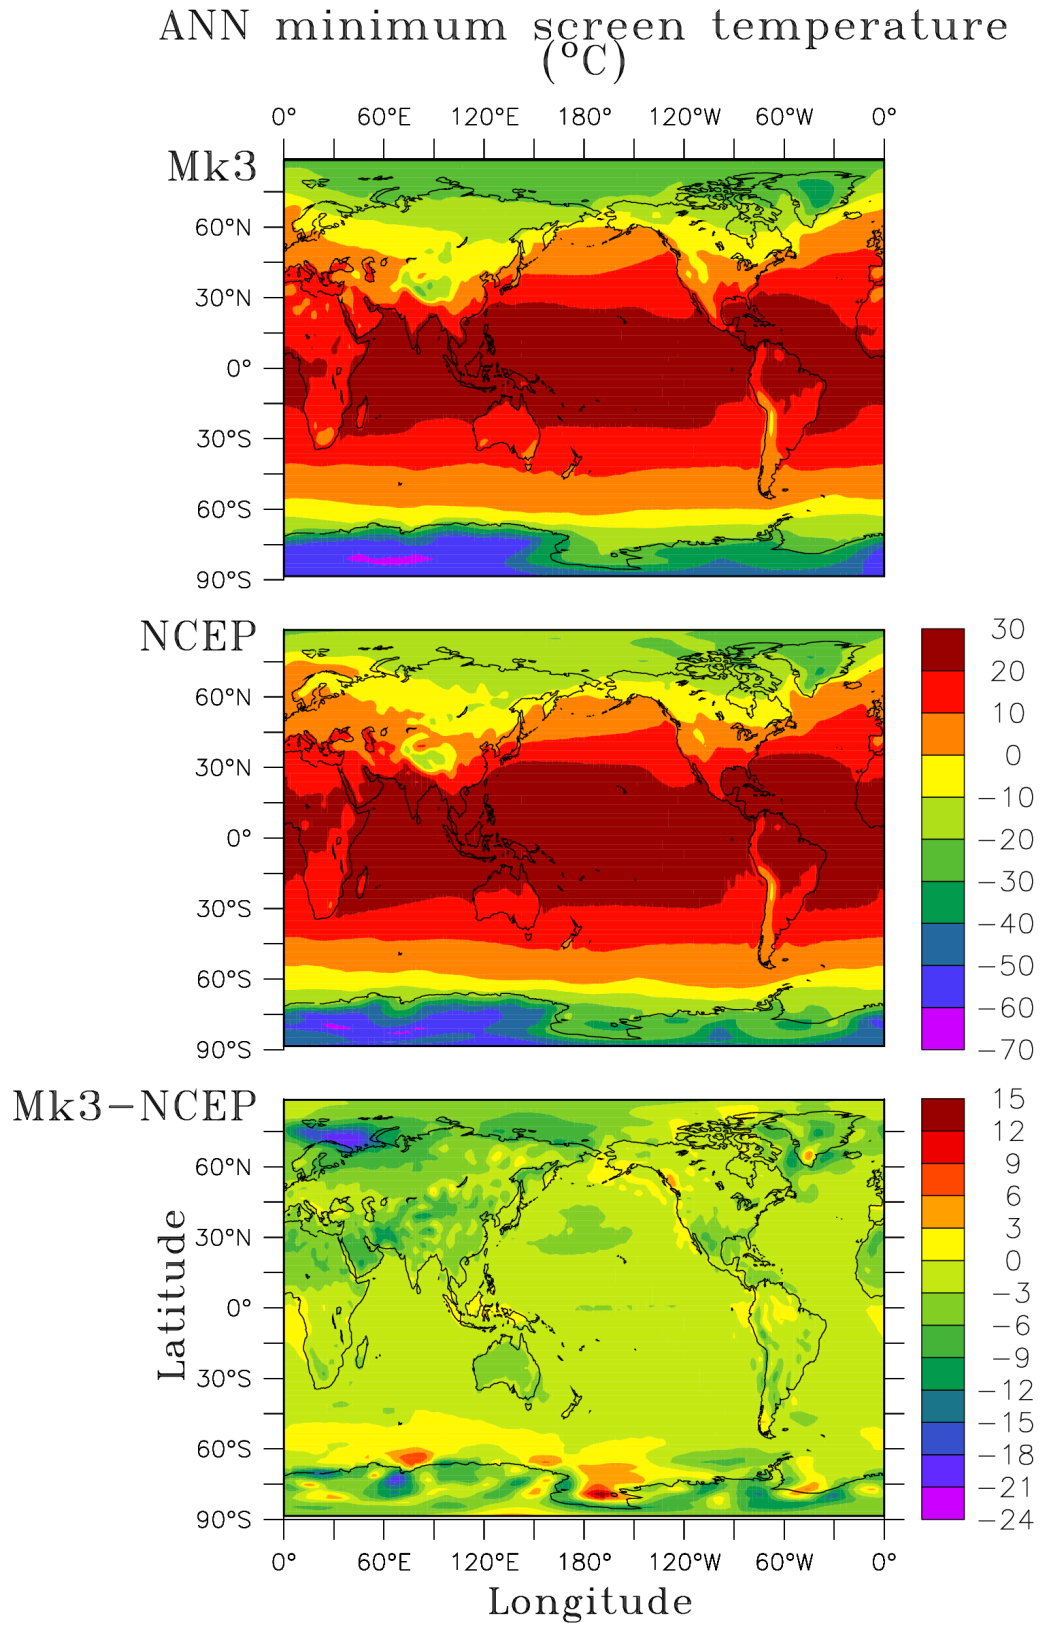 ANN minimum screen temperature
(°C)
0° 60°E 120°E 180° 120°W 60°W 0°
Mk3
60°N
30°N
0°
30°S
60°S
90°S
NCEP
60°N
30°N
0°
30°S
60°S
90°S
30
20
10
0
−10
−20
−30
−40
−50
−60
−70
Mk3−NCEP
60°N
30°N
0°
30°S
60°S
90°S
Latitude
15
12
9
6
3
0
−3
−6
−9
−12
−15
−18
−21
−24
0° 60°E 120°E 180° 120°W 60°W 0°
Longitude